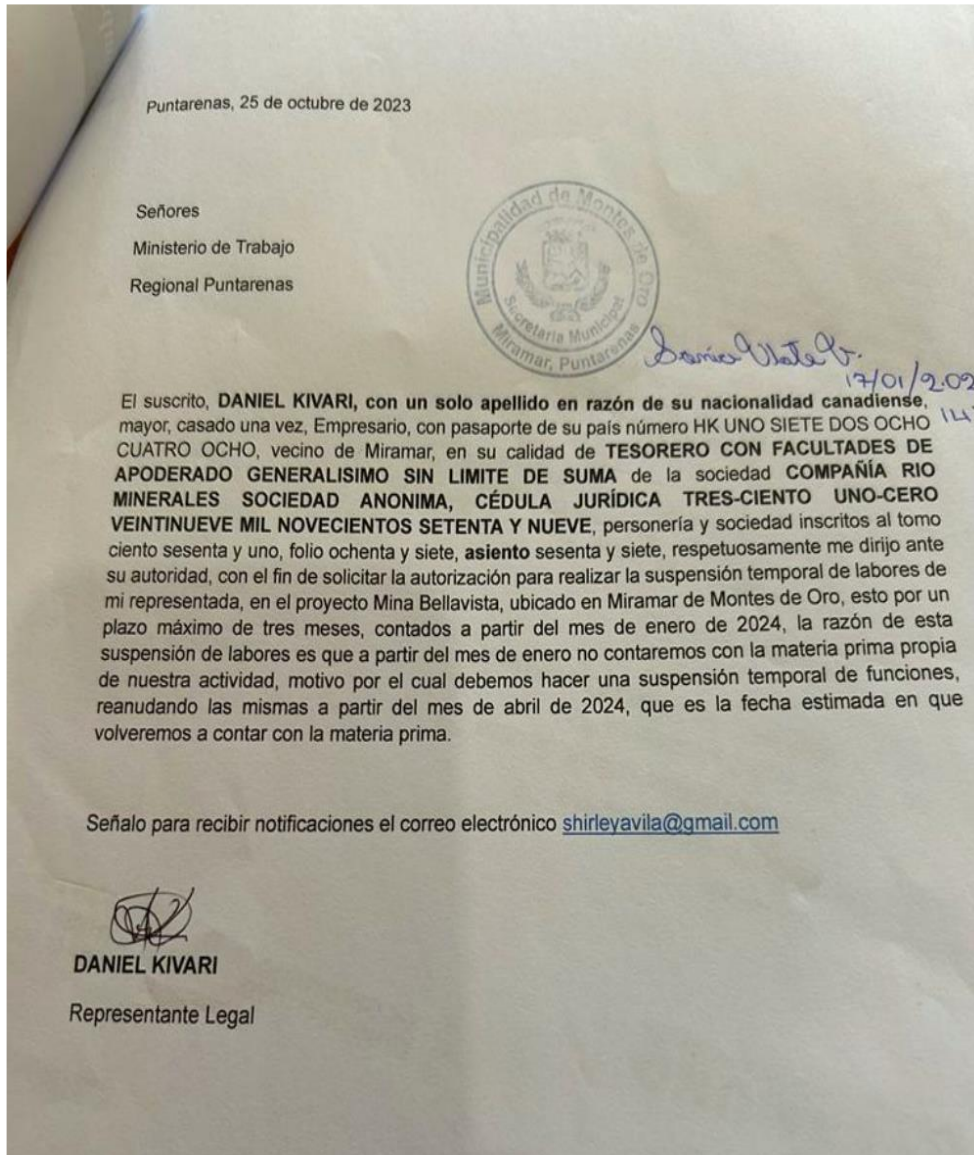 Puntarenas, 25 de octubre de 2023
Señores
Ministerio de Trabajo
Regional Puntarenas
Municipalidad de Montes de Oro
Secretaría Municipal
Miramar, Puntarenas
17/01/202
El suscrito, DANIEL KIVARI, con un solo apellido en razón de su nacionalidad canadiense,
mayor, casado una vez, Empresario, con pasaporte de su país número HK UNO SIETE DOS OCHO
CUATRO OCHO, vecino de Miramar, en su calidad de TESORERO CON FACULTADES DE
APODERADO GENERALISIMO SIN LIMITE DE SUMA de la sociedad COMPAÑÍA RIO
MINERALES SOCIEDAD ANONIMA, CÉDULA JURÍDICA TRES-CIENTO UNO-CERO
VEINTINUEVE MIL NOVECIENTOS SETENTA Y NUEVE, personería y sociedad inscritos al tomo
ciento sesenta y uno, folio ochenta y siete, asiento sesenta y siete, respetuosamente me dirijo ante
su autoridad, con el fin de solicitar la autorización para realizar la suspensión temporal de labores de
mi representada, en el proyecto Mina Bellavista, ubicado en Miramar de Montes de Oro, esto por un
plazo máximo de tres meses, contados a partir del mes de enero de 2024, la razón de esta
suspensión de labores es que a partir del mes de enero no contaremos con la materia prima propia
de nuestra actividad, motivo por el cual debemos hacer una suspensión temporal de funciones,
reanudando las mismas a partir del mes de abril de 2024, que es la fecha estimada en que
volveremos a contar con la materia prima.
Señalo para recibir notificaciones el correo electrónico shirleyavila@gmail.com
DANIEL KIVARI
Representante Legal